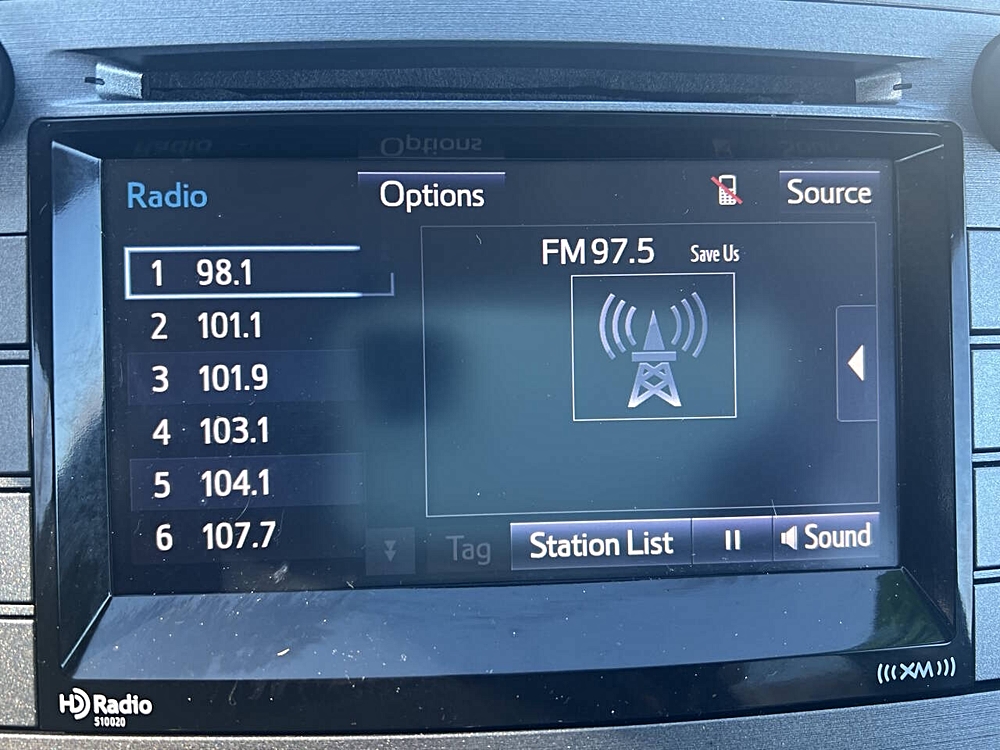 Radio
Options
Source
1 98.1
2 101.1
3 101.9
4 103.1
5 104.1
6 107.7
FM 97.5 Save Us
Tag
Station List
Sound
HD Radio
510020
((( XM )))